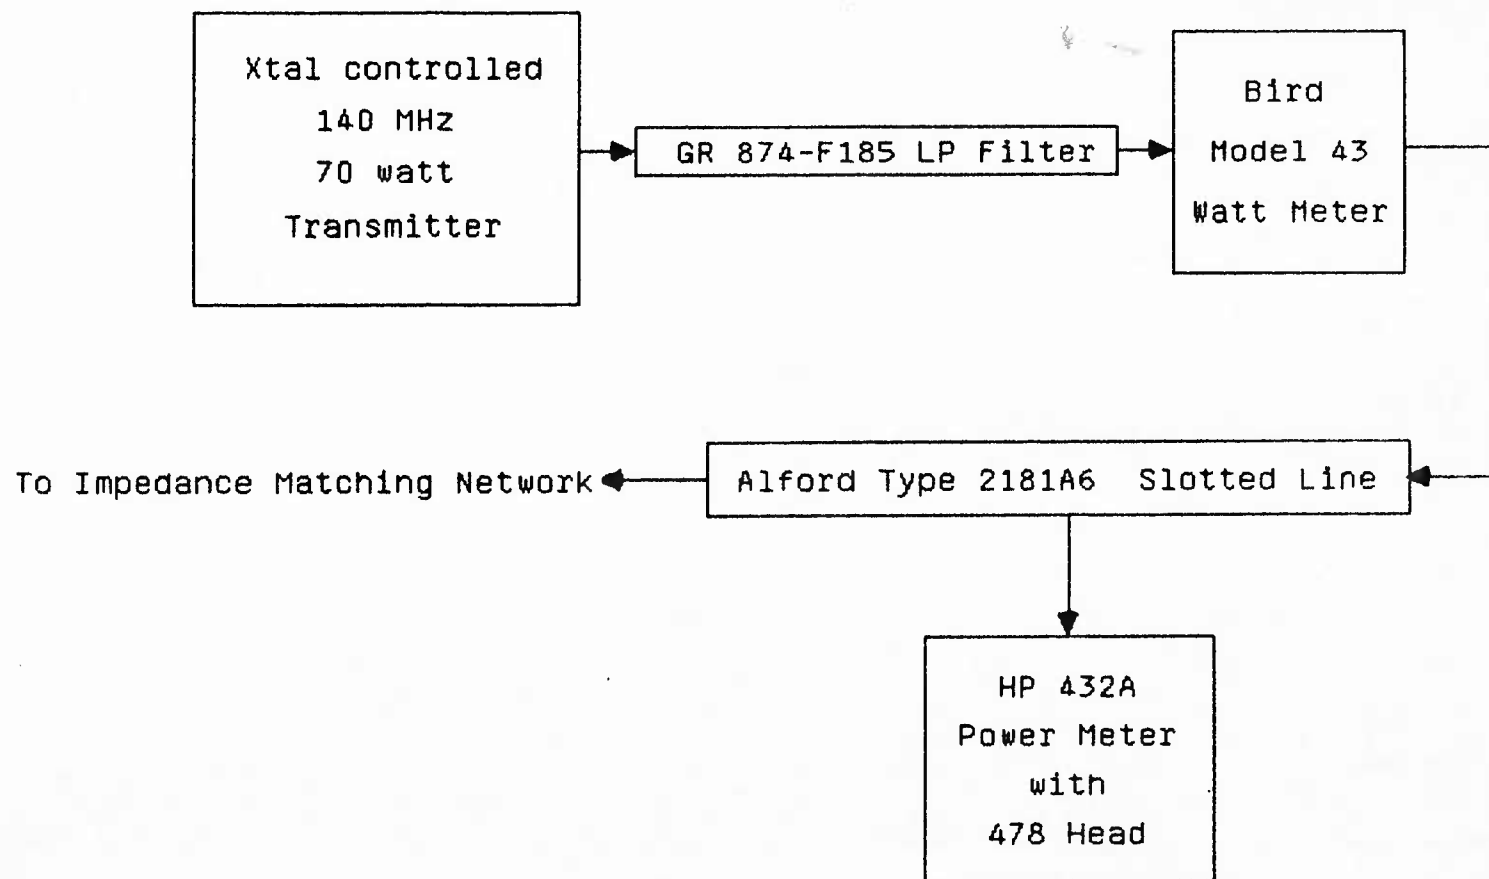 Xtal controlled
140 MHz
70 watt
Transmitter
GR 874-F185 LP Filter
Bird
Model 43
Watt Meter
To Impedance Matching Network
Alford Type 2181A6 Slotted Line
HP 432A
Power Meter
with
478 Head